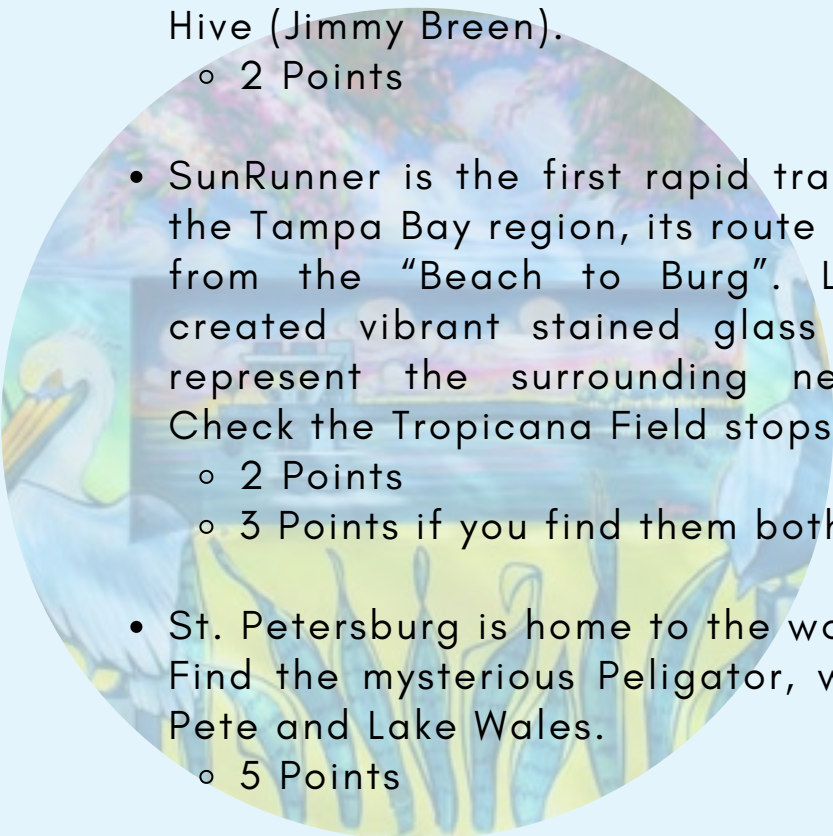 Hive (Jimmy Breen).
◦ 2 Points
• SunRunner is the first rapid tra
the Tampa Bay region, its route
from the “Beach to Burg”. L
created vibrant stained glass
represent the surrounding ne
Check the Tropicana Field stops
◦ 2 Points
◦ 3 Points if you find them both
• St. Petersburg is home to the wo
Find the mysterious Peligator, w
Pete and Lake Wales.
◦ 5 Points